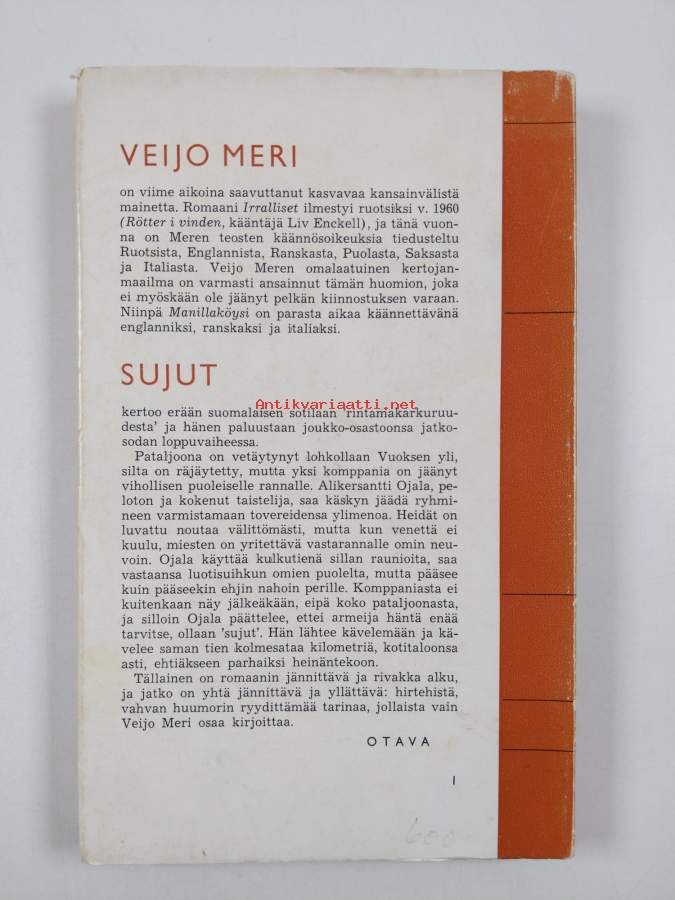 VEIJO MERI
on viime aikoina saavuttanut kasvavaa kansainvälistä
mainetta. Romaani Irralliset ilmestyi ruotsiksi v. 1960
(Rötter i vinden, kääntäjä Liv Enckell), ja tänä vuon-
na on Meren teosten käännösoikeuksia tiedusteltu
Ruotsista, Englannista, Ranskasta, Puolasta, Saksasta
ja Italiasta. Veijo Meren omalaatuinen kertojan-
maailma on varmasti ansainnut tämän huomion, joka
ei myöskään ole jäänyt pelkän kiinnostuksen varaan.
Niinpä Manillaköysi on parasta aikaa käännettävänä
englanniksi, ranskaksi ja italiaksi.
SUJUT
Antikvariaatti.net
kertoo erään suomalaisen sotilaan 'rintamakarkuruu-
desta' ja hänen paluustaan joukko-osastoonsa jatko-
sodan loppuvaiheessa.
Pataljoona on vetäytynyt lohkollaan Vuoksen yli,
silta on räjäytetty, mutta yksi komppania on jäänyt
vihollisen puoleiselle rannalle. Alikersantti Ojala, pe-
loton ja kokenut taistelija, saa käskyn jäädä ryhmi-
neen varmistamaan tovereidensa ylimenoa. Heidät on
luvattu noutaa välittömästi, mutta kun venettä ei
kuulu, miesten on yritettävä vastarannalle omin neu-
voin. Ojala käyttää kulkutienä sillan raunioita, saa
vastaansa luotisuihkun omien puolelta, mutta pääsee
kuin pääseekin ehjin nahoin perille. Komppaniasta ei
kuitenkaan näy jälkeäkään, eipä koko pataljoonasta,
ja silloin Ojala päättelee, ettei armeija häntä enää
tarvitse, ollaan 'sujut'. Hän lähtee kävelemään ja kä-
velee saman tien kolmesataa kilometriä, kotitaloonsa
asti, ehtiäkseen parhaiksi heinäntekoon.
Tällainen on romaanin jännittävä ja rivakka alku,
ja jatko on yhtä jännittävä ja yllättävä: hirtehistä,
vahvan huumorin ryydittämää tarinaa, jollaista vain
Veijo Meri osaa kirjoittaa.
OTAVA
I
600